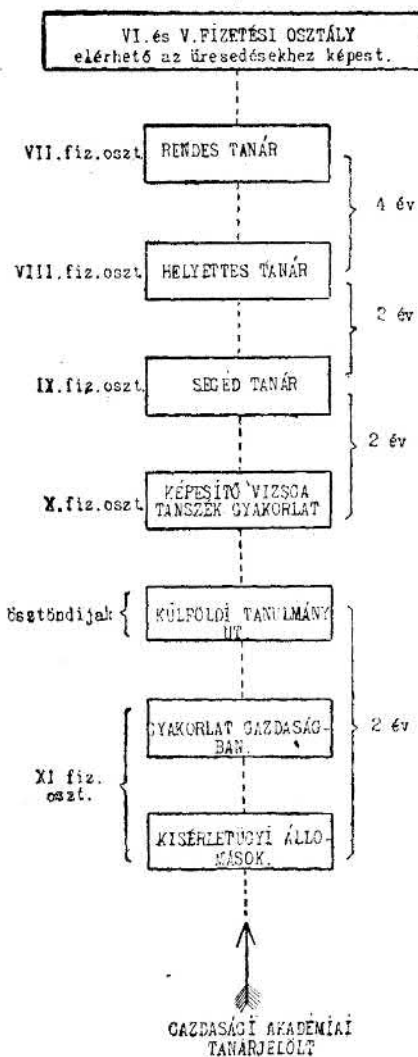 VI. és V. FIZETÉSI OSZTÁLY
elérhető az üresedésekhez képest.
VII.fiz.oszt.
RENDES TANÁR
4 év
VIII.fiz.oszt.
HELYETTES TANÁR
2 év
IX.fiz.oszt.
SEGÉD TANÁR
2 év
X.fiz.oszt.
KÉPESÍTŐ VIZSGA
TANSZÉK GYAKORLAT
ösztöndijak
KÜLFÖLDI TANULMÁNY
ÚT.
GYAKORLAT GAZDASÁG-
BAN.
2 év
XI fiz.
oszt.
KISÉRLETÜGYI ÁLLO-
MÁSOK.
GAZDASÁGI AKADÉMIAI
TANÁRJELÖLT